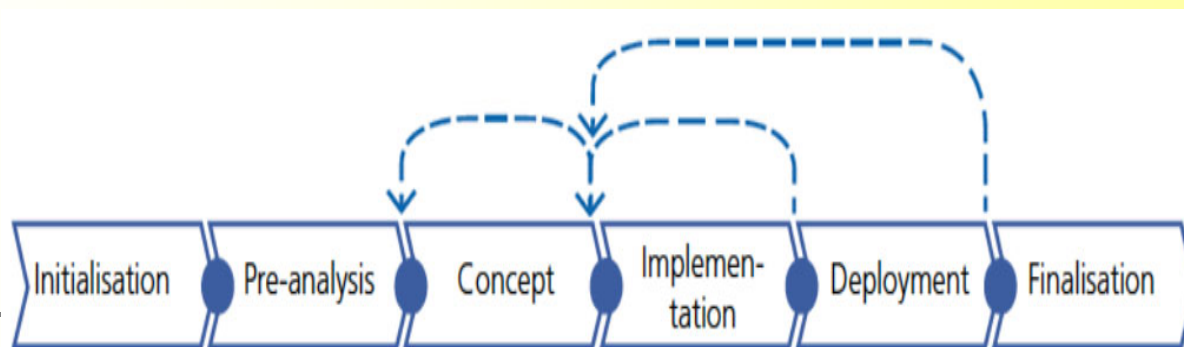 Initialisation
Pre-analysis
Concept
Implemen-
tation
Deployment
Finalisation